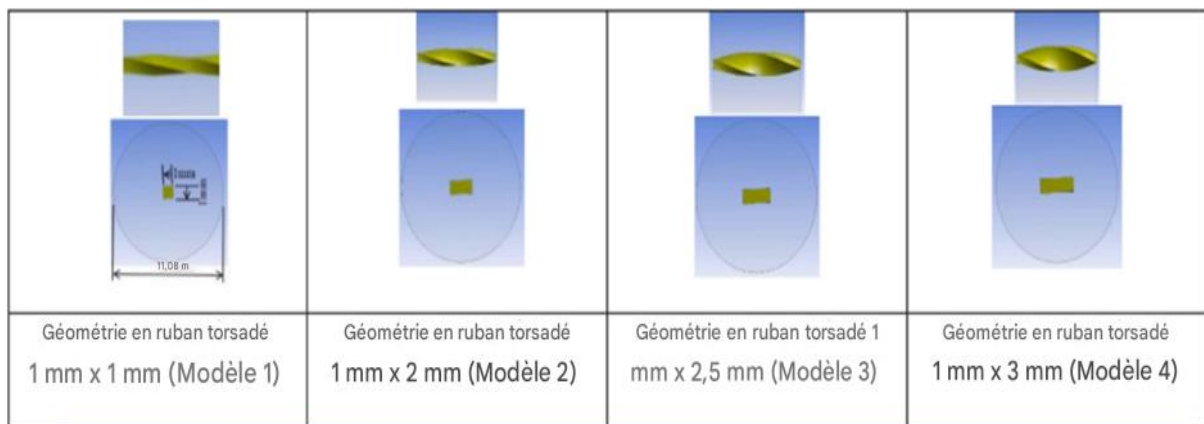 11,08 m
Géométrie en ruban torsadé
1 mm x 1 mm (Modèle 1)
Géométrie en ruban torsadé
1 mm x 2 mm (Modèle 2)
Géométrie en ruban torsadé 1
mm x 2,5 mm (Modèle 3)
Géométrie en ruban torsadé
1 mm x 3 mm (Modèle 4)